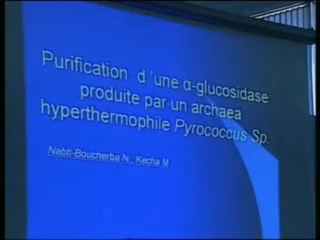 Purification d 'une α-glucosidase
produite par un archaea
hyperthermophile Pyrococcus Sp.
Nabti-Boucherba N., Kecha M